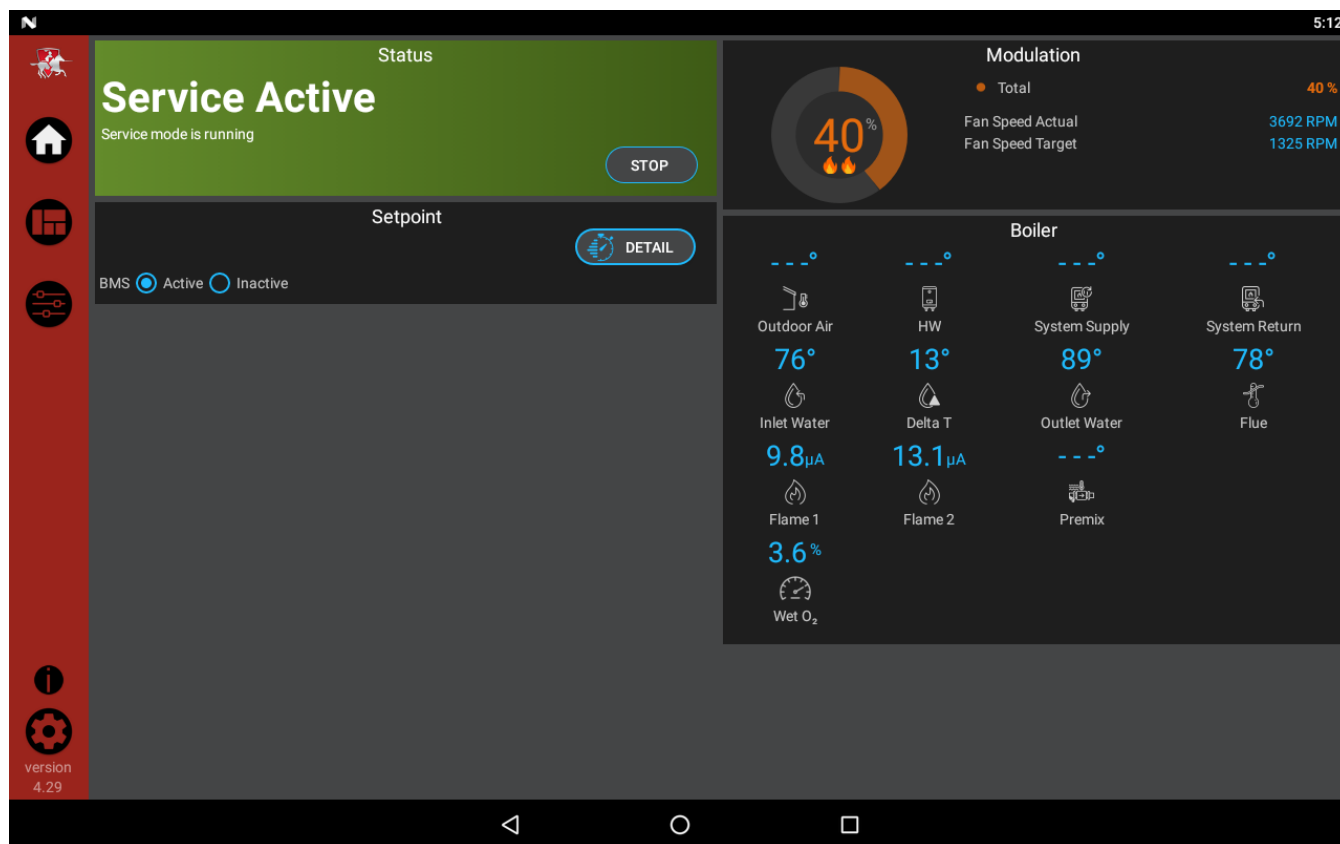 5:12
Status
Service Active
Service mode is running
STOP
Setpoint
DETAIL
BMS Active Inactive
version
4.29
Modulation
40%
Total 40 %
Fan Speed Actual 3692 RPM
Fan Speed Target 1325 RPM
Boiler
- - -° - - -° - - -° - - -°
Outdoor Air HW System Supply System Return
76° 13° 89° 78°
Inlet Water Delta T Outlet Water Flue
9.8µA 13.1µA - - -°
Flame 1 Flame 2 Premix
3.6 %
Wet O₂